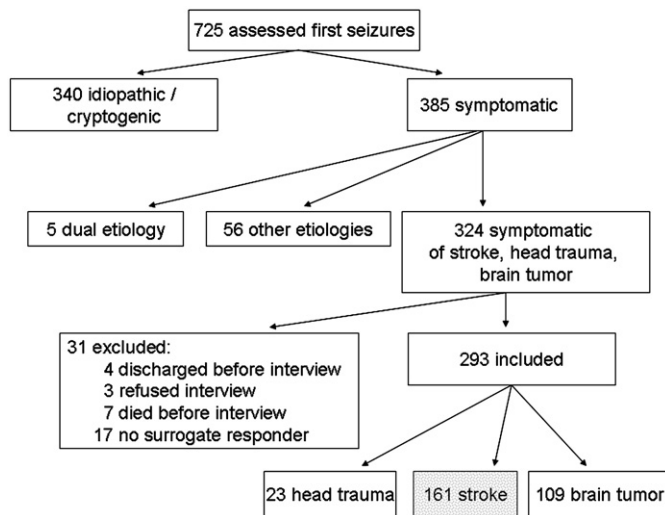 725 assessed first seizures
340 idiopathic /
cryptogenic
385 symptomatic
5 dual etiology
56 other etiologies
324 symptomatic
of stroke, head trauma,
brain tumor
31 excluded:
4 discharged before interview
3 refused interview
7 died before interview
17 no surrogate responder
293 included
23 head trauma
161 stroke
109 brain tumor